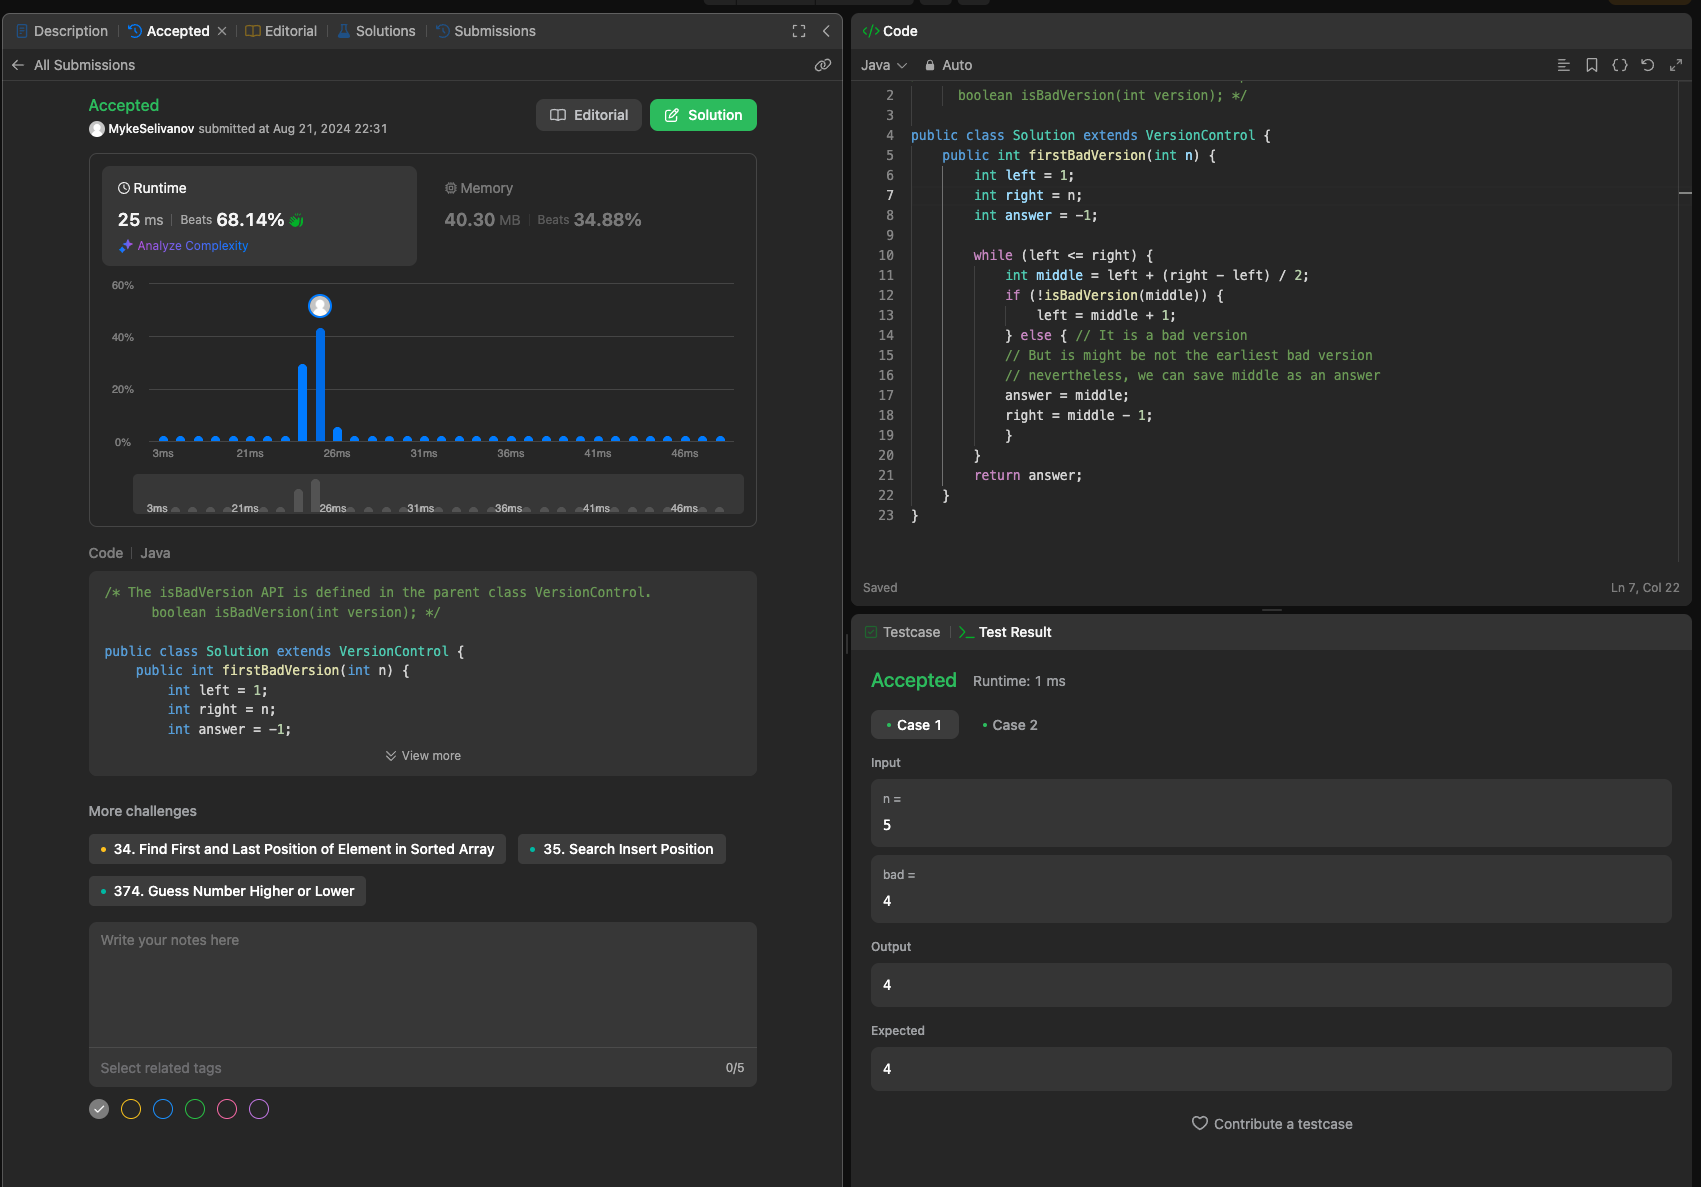 Description
Accepted
Editorial
Solutions
Submissions
All Submissions
Accepted
MykeSelivanov submitted at Aug 21, 2024 22:31
Editorial
Solution
Runtime
25 ms
Beats 68.14%
Analyze Complexity
Memory
40.30 MB
Beats 34.88%
60%
40%
20%
0%
3ms 21ms 26ms 31ms 36ms 41ms 46ms
3ms 21ms 26ms 31ms 36ms 41ms 46ms
Code
Java
/* The isBadVersion API is defined in the parent class VersionControl.
boolean isBadVersion(int version); */
public class Solution extends VersionControl {
public int firstBadVersion(int n) {
int left = 1;
int right = n;
int answer = -1;
View more
More challenges
34. Find First and Last Position of Element in Sorted Array
35. Search Insert Position
374. Guess Number Higher or Lower
Write your notes here
Select related tags
0/5
</> Code
Java
Auto
2 boolean isBadVersion(int version); */
3
4 public class Solution extends VersionControl {
5 public int firstBadVersion(int n) {
6 int left = 1;
7 int right = n;
8 int answer = -1;
9
10 while (left <= right) {
11 int middle = left + (right - left) / 2;
12 if (!isBadVersion(middle)) {
13 left = middle + 1;
14 } else { // It is a bad version
15 // But is might be not the earliest bad version
16 // nevertheless, we can save middle as an answer
17 answer = middle;
18 right = middle - 1;
19 }
20 }
21 return answer;
22 }
23 }
Saved
Ln 7, Col 22
Testcase
Test Result
Accepted
Runtime: 1 ms
Case 1
Case 2
Input
n =
5
bad =
4
Output
4
Expected
4
Contribute a testcase